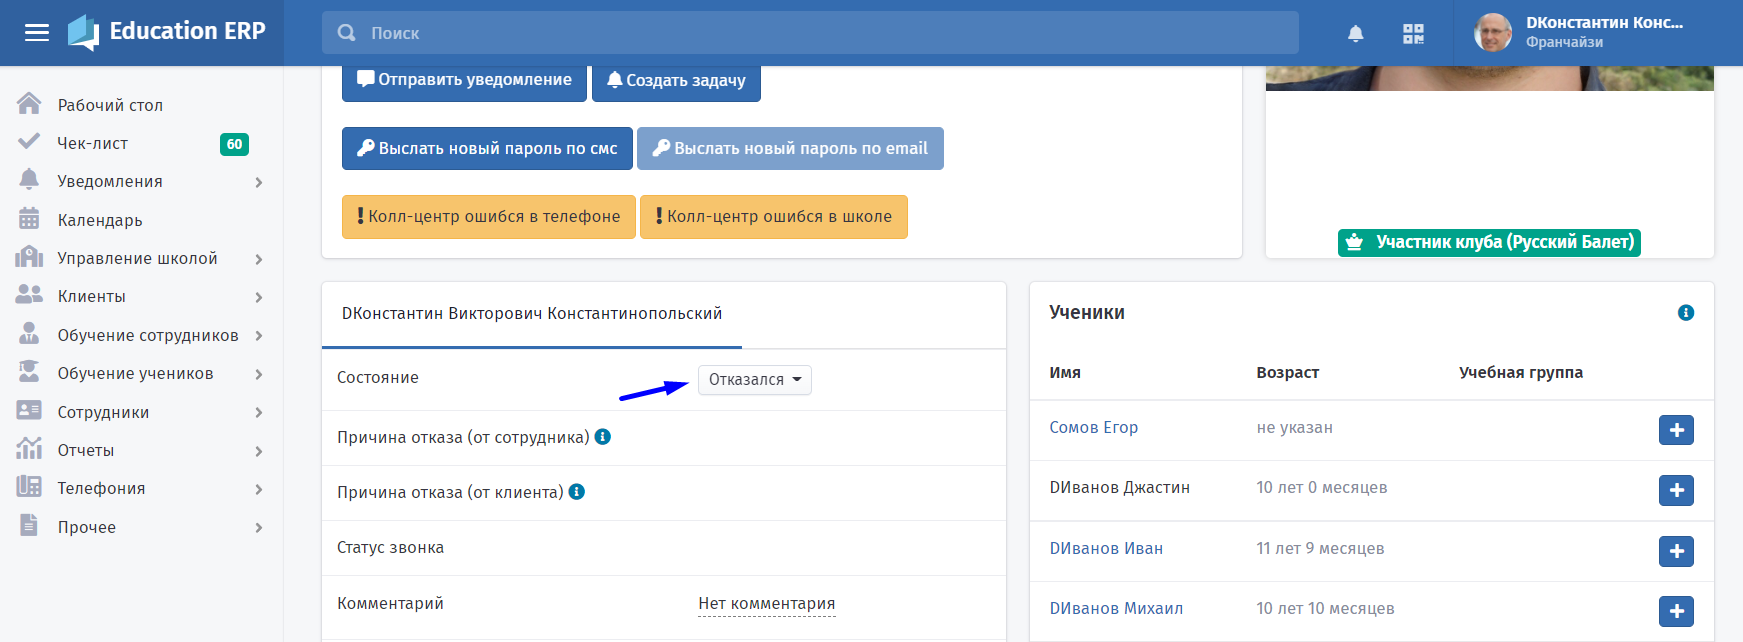 Education ERP
Поиск
DКонстантин Конс...
Франчайзи
Рабочий стол
Чек-лист
60
Уведомления
Календарь
Управление школой
Клиенты
Обучение сотрудников
Обучение учеников
Сотрудники
Отчеты
Телефония
Прочее
Отправить уведомление
Создать задачу
Выслать новый пароль по смс
Выслать новый пароль по email
Колл-центр ошибся в телефоне
Колл-центр ошибся в школе
Участник клуба (Русский Балет)
DКонстантин Викторович Константинопольский
Состояние
Отказался
Причина отказа (от сотрудника)
Причина отказа (от клиента)
Статус звонка
Комментарий
Нет комментария
Ученики
Имя Возраст Учебная группа
Сомов Егор не указан
DИванов Джастин 10 лет 0 месяцев
DИванов Иван 11 лет 9 месяцев
DИванов Михаил 10 лет 10 месяцев